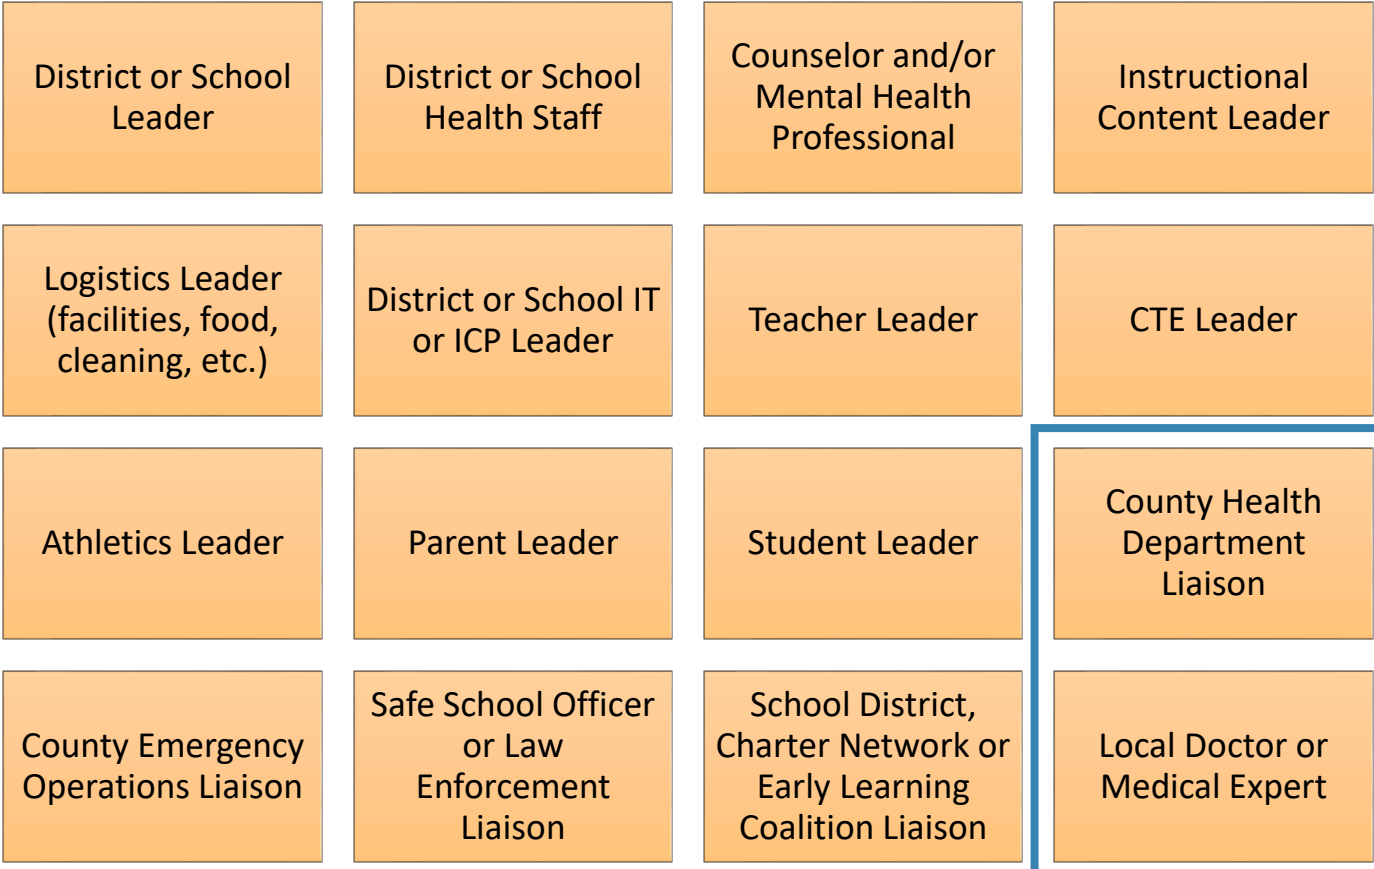 District or School
Leader
District or School
Health Staff
Counselor and/or
Mental Health
Professional
Instructional
Content Leader
Logistics Leader
(facilities, food,
cleaning, etc.)
District or School IT
or ICP Leader
Teacher Leader
CTE Leader
Athletics Leader
Parent Leader
Student Leader
County Health
Department
Liaison
County Emergency
Operations Liaison
Safe School Officer
or Law
Enforcement
Liaison
School District,
Charter Network or
Early Learning
Coalition Liaison
Local Doctor or
Medical Expert